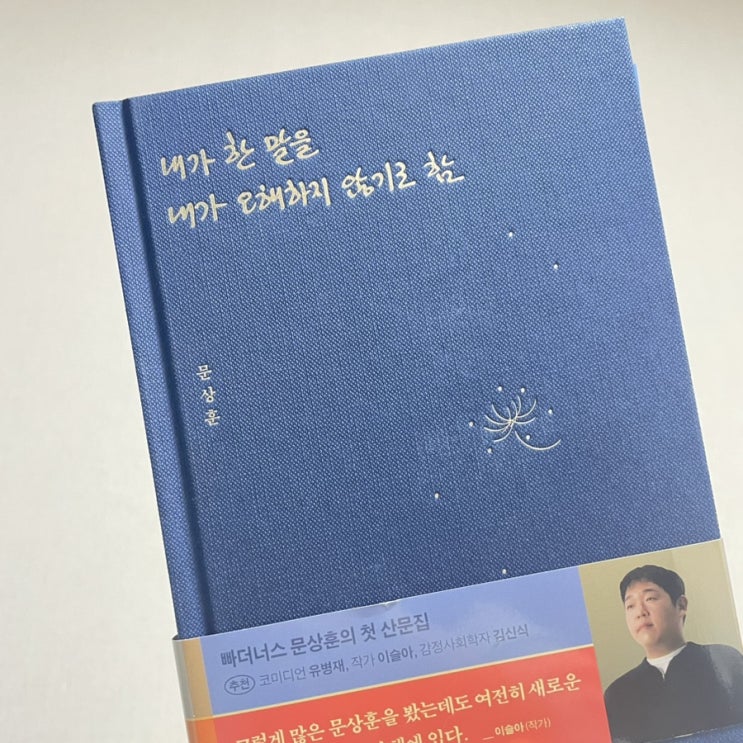 내가 한 말을
내가 오해하지 않기로 함
문상훈
빠더너스 문상훈의 첫 산문집
추천 코미디언 유병재, 작가 이슬아, 감정사회학자 김신식
많은 문상훈을 봤는데도 여전히 새로운
있다. _이슬아(작가)